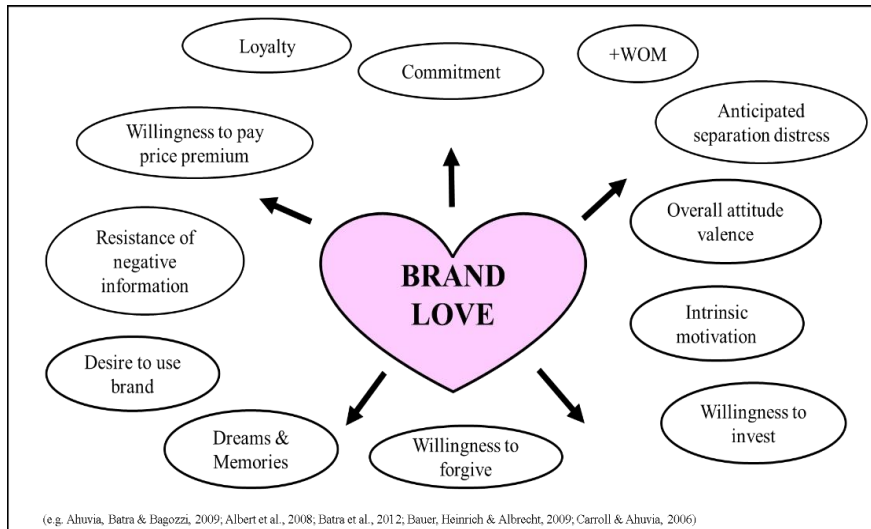 Loyalty
Commitment
+WOM
Anticipated
separation distress
Willingness to pay
price premium
Overall attitude
valence
Resistance of
negative
information
BRAND
LOVE
Intrinsic
motivation
Desire to use
brand
Willingness to
invest
Dreams &
Memories
Willingness to
forgive
(e.g. Ahuvia, Batra & Bagozzi, 2009; Albert et al., 2008; Batra et al., 2012; Bauer, Heinrich & Albrecht, 2009; Carroll & Ahuvia, 2006)